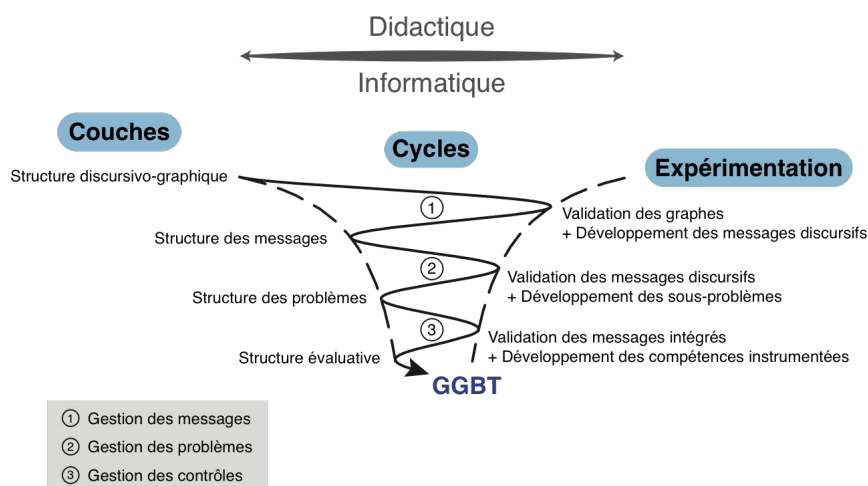 Didactique
Informatique
Couches
Cycles
Expérimentation
Structure discursivo-graphique
1
Validation des graphes
+ Développement des messages discursifs
Structure des messages
2
Validation des messages discursifs
+ Développement des sous-problèmes
Structure des problèmes
3
Validation des messages intégrés
+ Développement des compétences instrumentées
Structure évaluative
GGBT
1 Gestion des messages
2 Gestion des problèmes
3 Gestion des contrôles